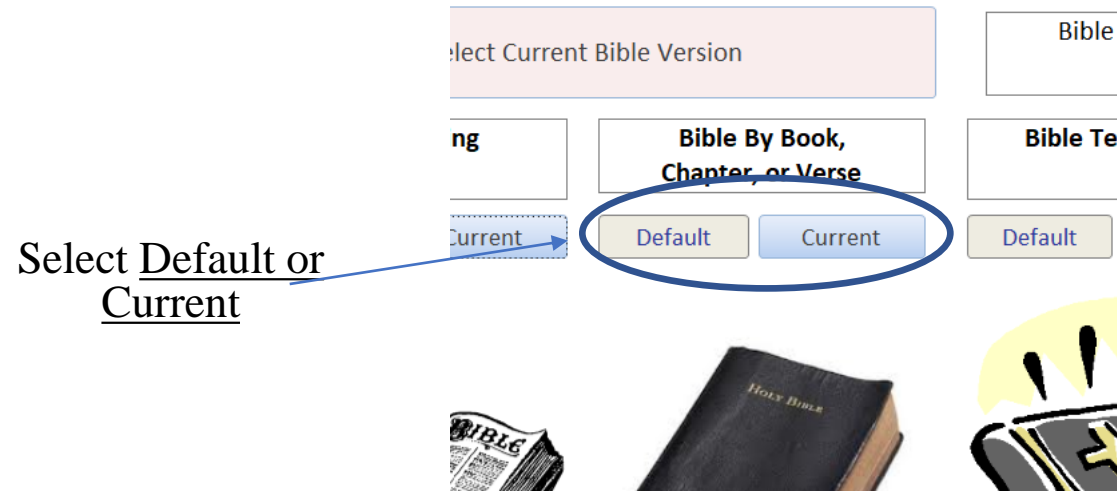 elect Current Bible Version
Bible
ng
Bible By Book,
Chapter, or Verse
Bible Te
Current
Default
Current
Default
Select Default or
Current
HOLY BIBLE
BIBLE